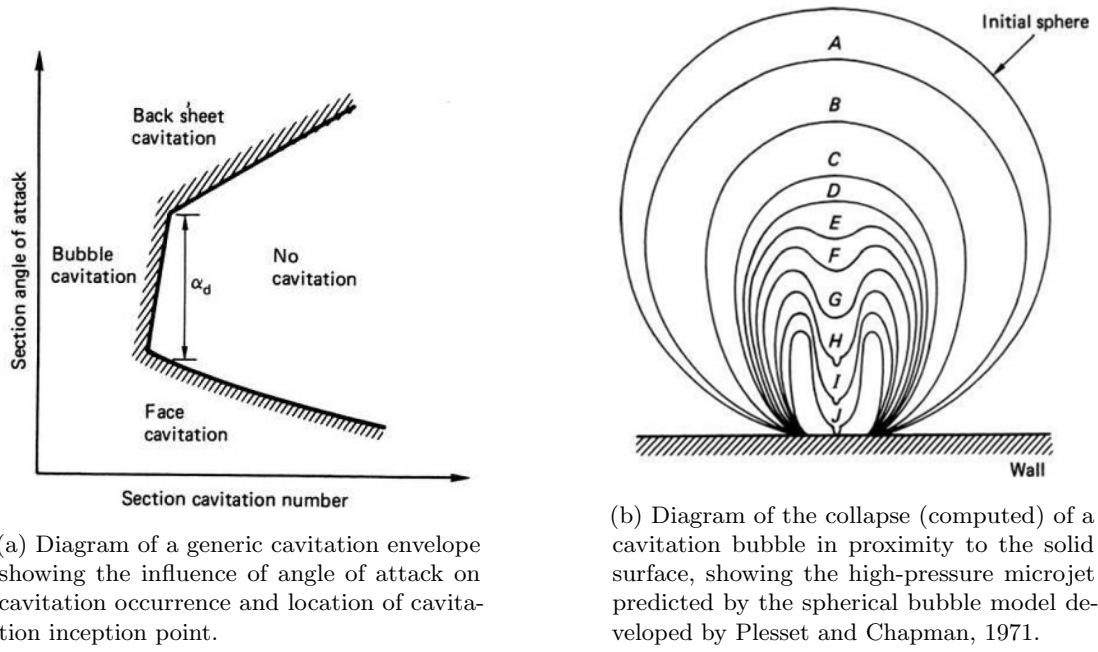 Back sheet
cavitation
Section angle of attack
Bubble
cavitation
αd
No
cavitation
Face
cavitation
Section cavitation number
(a) Diagram of a generic cavitation envelope
showing the influence of angle of attack on
cavitation occurrence and location of cavita-
tion inception point.
Initial sphere
A
B
C
D
E
F
G
H
I
J
Wall
(b) Diagram of the collapse (computed) of a
cavitation bubble in proximity to the solid
surface, showing the high-pressure microjet
predicted by the spherical bubble model de-
veloped by Plesset and Chapman, 1971.